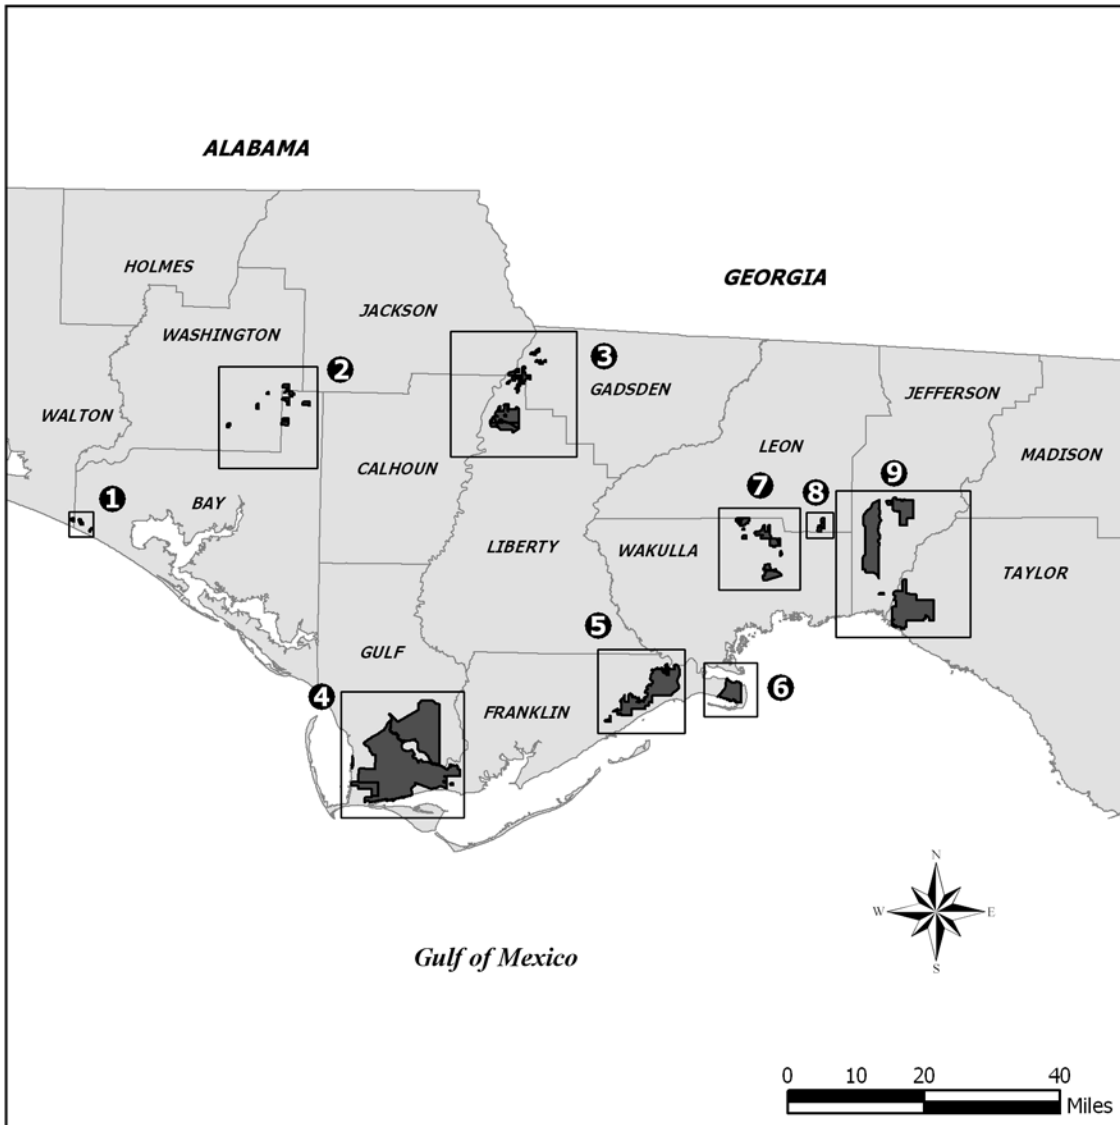 ALABAMA
GEORGIA
HOLMES
JACKSON
WASHINGTON
3
2
GADSDEN
JEFFERSON
WALTON
LEON
MADISON
CALHOUN
9
7
8
1
BAY
LIBERTY
WAKULLA
TAYLOR
5
GULF
6
4
FRANKLIN
N
W
E
S
Gulf of Mexico
0 10 20 40
Miles